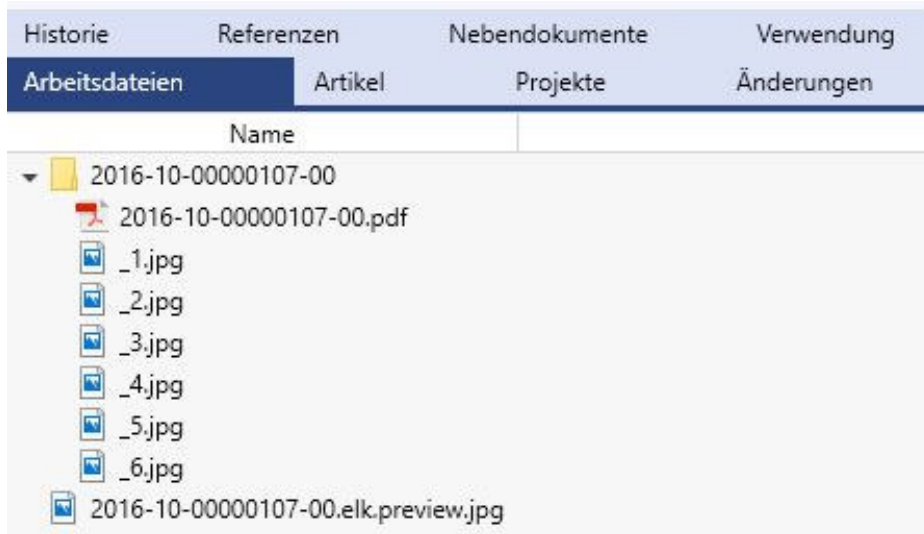 Historie Referenzen Nebendokumente Verwendung
Arbeitsdateien Artikel Projekte Änderungen
Name
2016-10-00000107-00
2016-10-00000107-00.pdf
_1.jpg
_2.jpg
_3.jpg
_4.jpg
_5.jpg
_6.jpg
2016-10-00000107-00.elk.preview.jpg